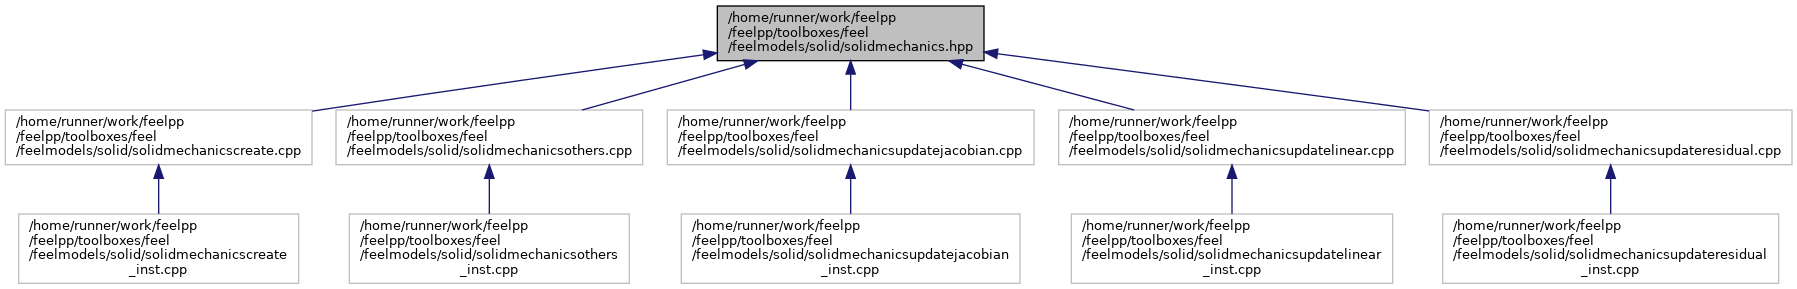 /home/runner/work/feelpp
/feelpp/toolboxes/feel
/feelmodels/solid/solidmechanics.hpp
/home/runner/work/feelpp
/feelpp/toolboxes/feel
/feelmodels/solid/solidmechanicscreate.cpp
/home/runner/work/feelpp
/feelpp/toolboxes/feel
/feelmodels/solid/solidmechanicsothers.cpp
/home/runner/work/feelpp
/feelpp/toolboxes/feel
/feelmodels/solid/solidmechanicsupdatejacobian.cpp
/home/runner/work/feelpp
/feelpp/toolboxes/feel
/feelmodels/solid/solidmechanicsupdatelinear.cpp
/home/runner/work/feelpp
/feelpp/toolboxes/feel
/feelmodels/solid/solidmechanicsupdateresidual.cpp
/home/runner/work/feelpp
/feelpp/toolboxes/feel
/feelmodels/solid/solidmechanicscreate
_inst.cpp
/home/runner/work/feelpp
/feelpp/toolboxes/feel
/feelmodels/solid/solidmechanicsothers
_inst.cpp
/home/runner/work/feelpp
/feelpp/toolboxes/feel
/feelmodels/solid/solidmechanicsupdatejacobian
_inst.cpp
/home/runner/work/feelpp
/feelpp/toolboxes/feel
/feelmodels/solid/solidmechanicsupdatelinear
_inst.cpp
/home/runner/work/feelpp
/feelpp/toolboxes/feel
/feelmodels/solid/solidmechanicsupdateresidual
_inst.cpp